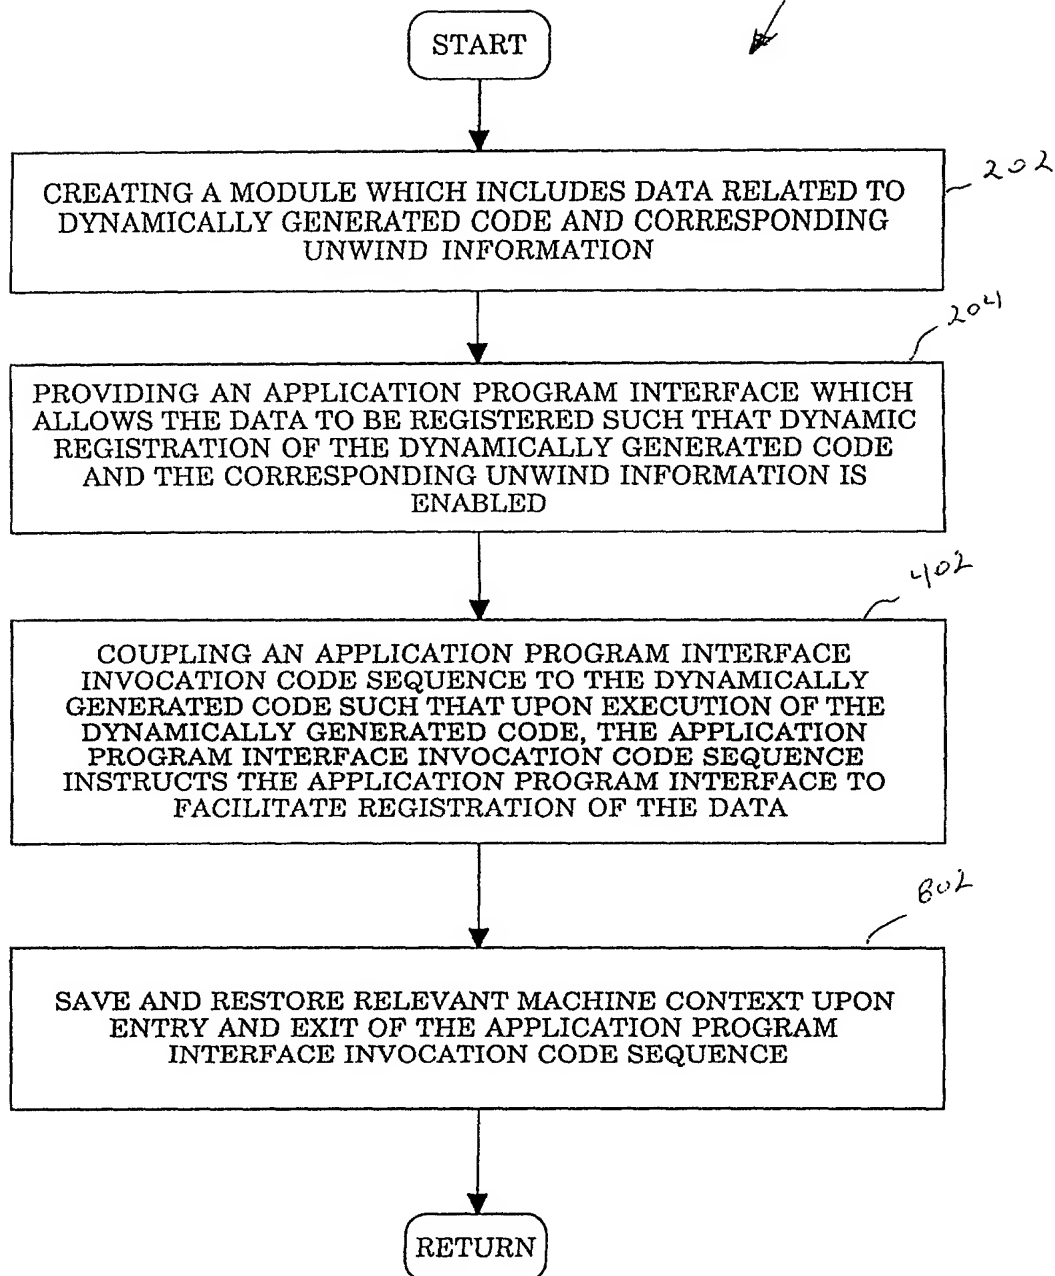 START
202
CREATING A MODULE WHICH INCLUDES DATA RELATED TO
DYNAMICALLY GENERATED CODE AND CORRESPONDING
UNWIND INFORMATION
204
PROVIDING AN APPLICATION PROGRAM INTERFACE WHICH
ALLOWS THE DATA TO BE REGISTERED SUCH THAT DYNAMIC
REGISTRATION OF THE DYNAMICALLY GENERATED CODE
AND THE CORRESPONDING UNWIND INFORMATION IS
ENABLED
402
COUPLING AN APPLICATION PROGRAM INTERFACE
INVOCATION CODE SEQUENCE TO THE DYNAMICALLY
GENERATED CODE SUCH THAT UPON EXECUTION OF THE
DYNAMICALLY GENERATED CODE, THE APPLICATION
PROGRAM INTERFACE INVOCATION CODE SEQUENCE
INSTRUCTS THE APPLICATION PROGRAM INTERFACE TO
FACILITATE REGISTRATION OF THE DATA
802
SAVE AND RESTORE RELEVANT MACHINE CONTEXT UPON
ENTRY AND EXIT OF THE APPLICATION PROGRAM
INTERFACE INVOCATION CODE SEQUENCE
RETURN